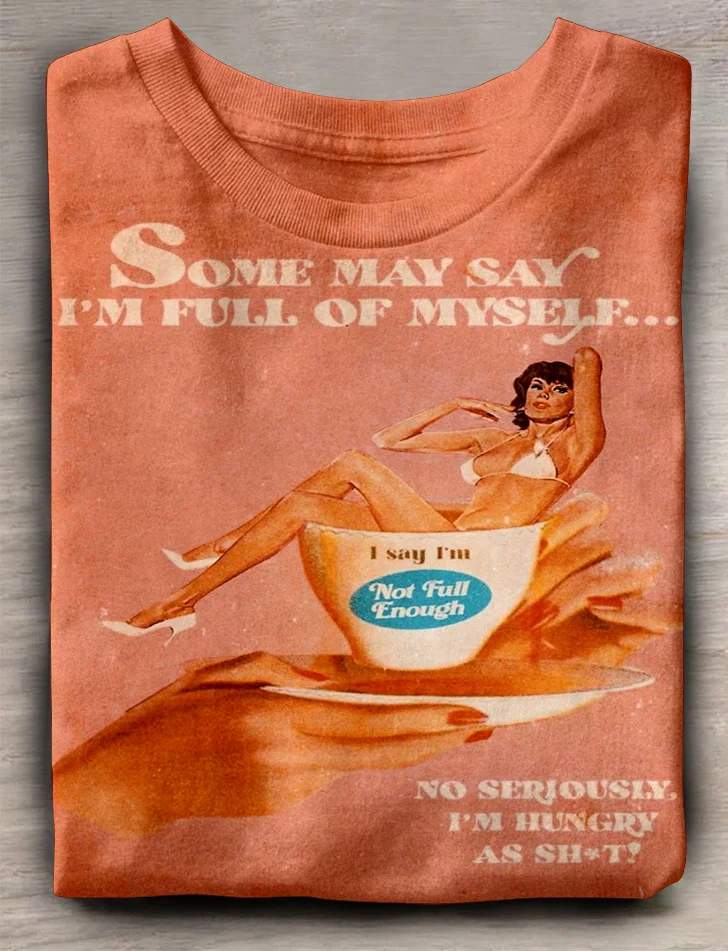 SOME MAY SAY
I'M FULL OF MYSELF...
I say I'm
Not Full
Enough
NO SERIOUSLY,
I'M HUNGRY
AS SH*T!